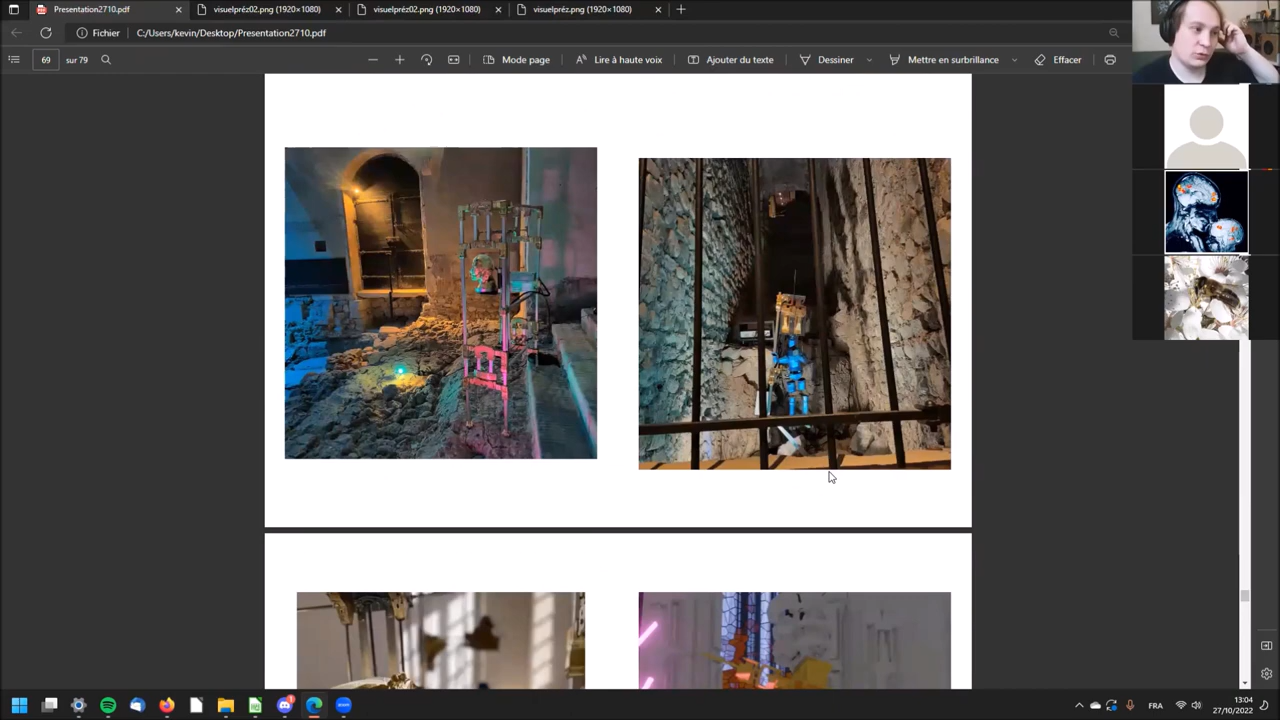 Presentation2710.pdf
visuelpréz02.png (1920×1080)
visuelpréz02.png (1920×1080)
visuelpréz.png (1920×1080)
Fichier C:/Users/kevin/Desktop/Presentation2710.pdf
69 sur 79 Mode page Lire à haute voix Ajouter du texte Dessiner Mettre en surbrillance Effacer
FRA 13:04
27/10/2022